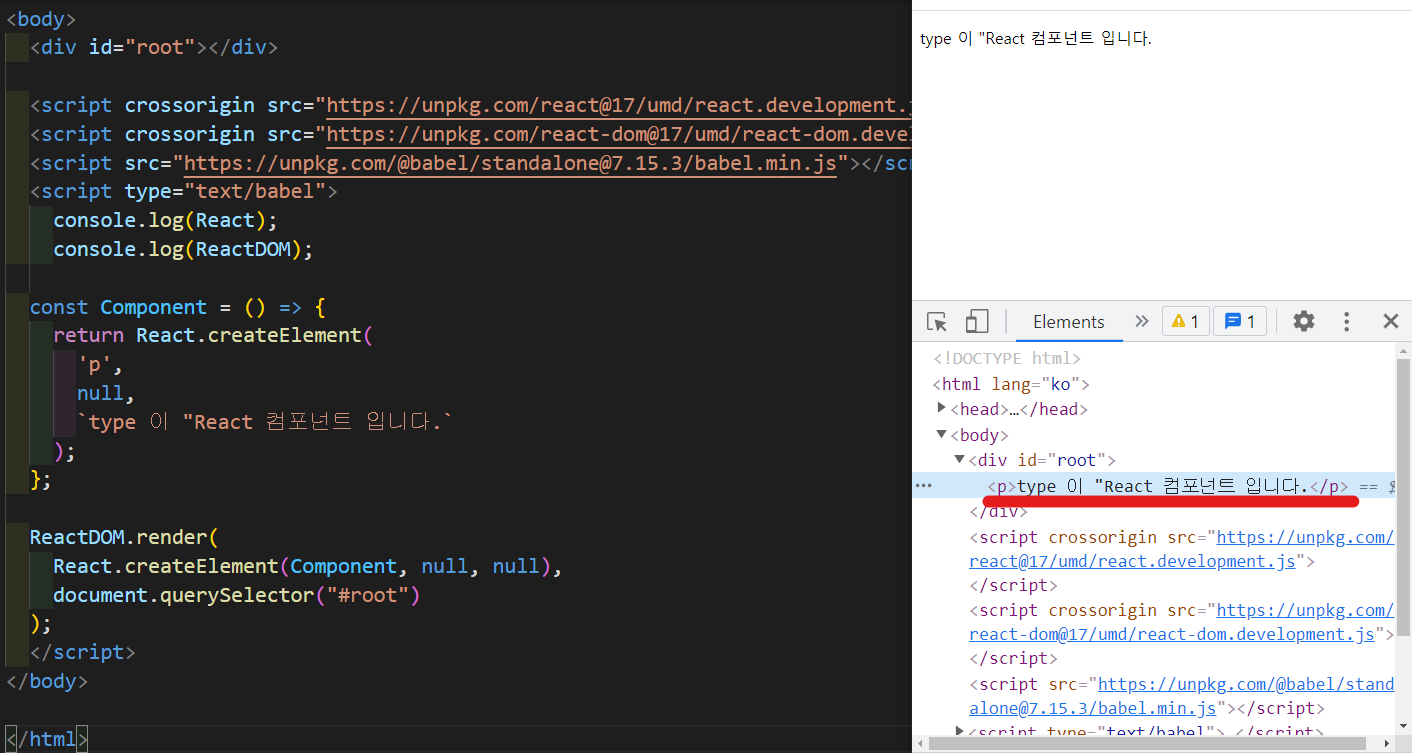 <body>
<div id="root"></div>
<script crossorigin src="https://unpkg.com/react@17/umd/react.development.j
<script crossorigin src="https://unpkg.com/react-dom@17/umd/react-dom.devel
<script src="https://unpkg.com/@babel/standalone@7.15.3/babel.min.js"></scr
<script type="text/babel">
console.log(React);
console.log(ReactDOM);
const Component = () => {
return React.createElement(
'p',
null,
`type 이 "React 컴포넌트 입니다.`
);
};
ReactDOM.render(
React.createElement(Component, null, null),
document.querySelector("#root")
);
</script>
</body>
</html>
type 이 "React 컴포넌트 입니다.
Elements » 1 1
<!DOCTYPE html>
<html lang="ko">
<head>…</head>
<body>
<div id="root">
<p>type 이 "React 컴포넌트 입니다.</p> == $
</div>
<script crossorigin src="https://unpkg.com/
react@17/umd/react.development.js">
</script>
<script crossorigin src="https://unpkg.com/
react-dom@17/umd/react-dom.development.js">
</script>
<script src="https://unpkg.com/@babel/stand
alone@7.15.3/babel.min.js"></script>
<script type="text/babel"> </script>